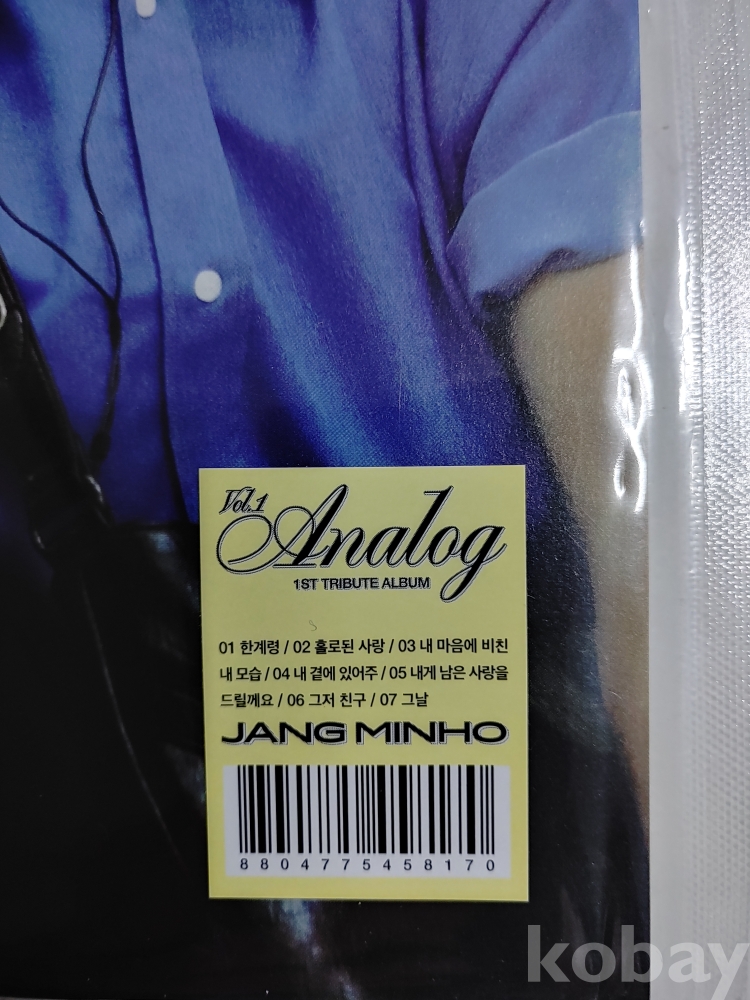 Vol.1
Analog
1ST TRIBUTE ALBUM
01 한계령 / 02 홀로된 사랑 / 03 내 마음에 비친
내 모습 / 04 내 곁에 있어주 / 05 내게 남은 사랑을
드릴께요 / 06 그저 친구 / 07 그날
JANG MINHO
8804775458170
kobay